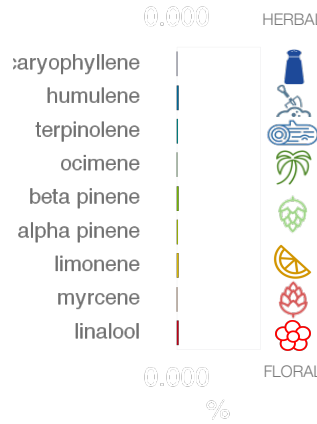 0.000
HERBAL
caryophyllene
humulene
terpinolene
ocimene
beta pinene
alpha pinene
limonene
myrcene
linalool
0.000
FLORAL
%